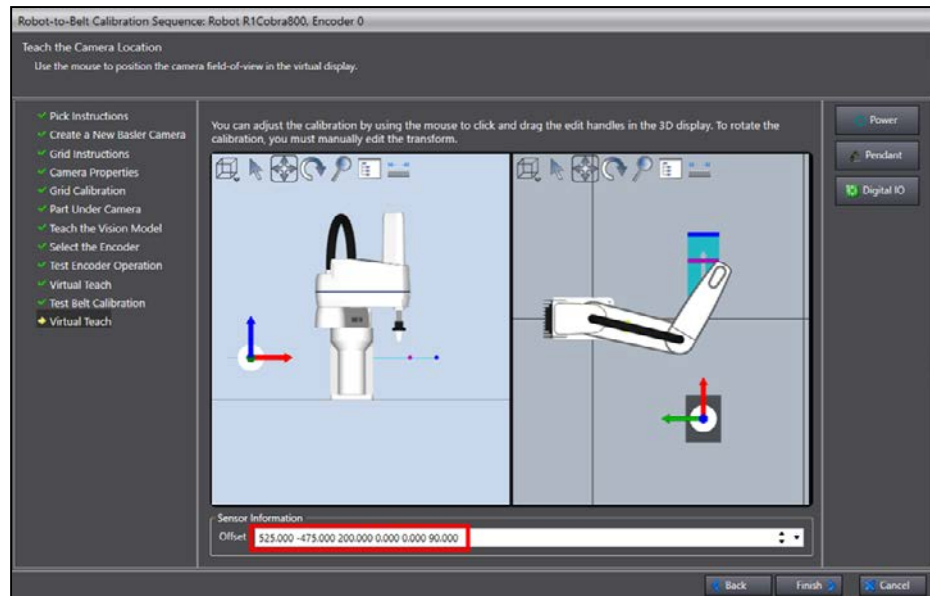 Robot-to-Belt Calibration Sequence: Robot R1Cobra800, Encoder 0
Teach the Camera Location
Use the mouse to position the camera field-of-view in the virtual display.
Pick Instructions
Create a New Basler Camera
Grid Instructions
Camera Properties
Grid Calibration
Part Under Camera
Teach the Vision Model
Select the Encoder
Test Encoder Operation
Virtual Teach
Test Belt Calibration
Virtual Teach
You can adjust the calibration by using the mouse to click and drag the edit handles in the 3D display. To rotate the
calibration, you must manually edit the transform.
Power
Pendant
Digital IO
Sensor Information
Offset 525.000 -475.000 200.000 0.000 0.000 90.000
Back Finish Cancel